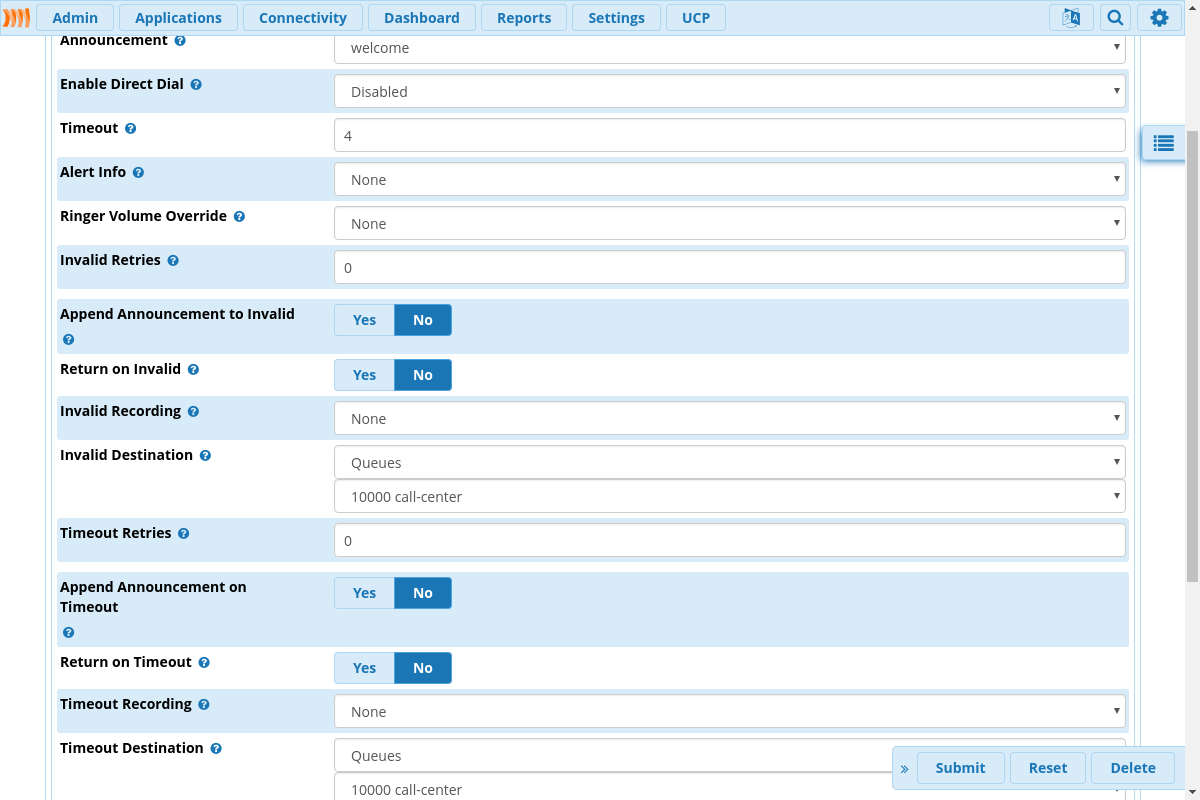 Admin Applications Connectivity Dashboard Reports Settings UCP
Announcement welcome
Enable Direct Dial Disabled
Timeout 4
Alert Info None
Ringer Volume Override None
Invalid Retries 0
Append Announcement to Invalid Yes No
Return on Invalid Yes No
Invalid Recording None
Invalid Destination Queues
10000 call-center
Timeout Retries 0
Append Announcement on
Timeout
Yes No
Return on Timeout Yes No
Timeout Recording None
Timeout Destination Queues
» Submit Reset Delete
10000 call-center